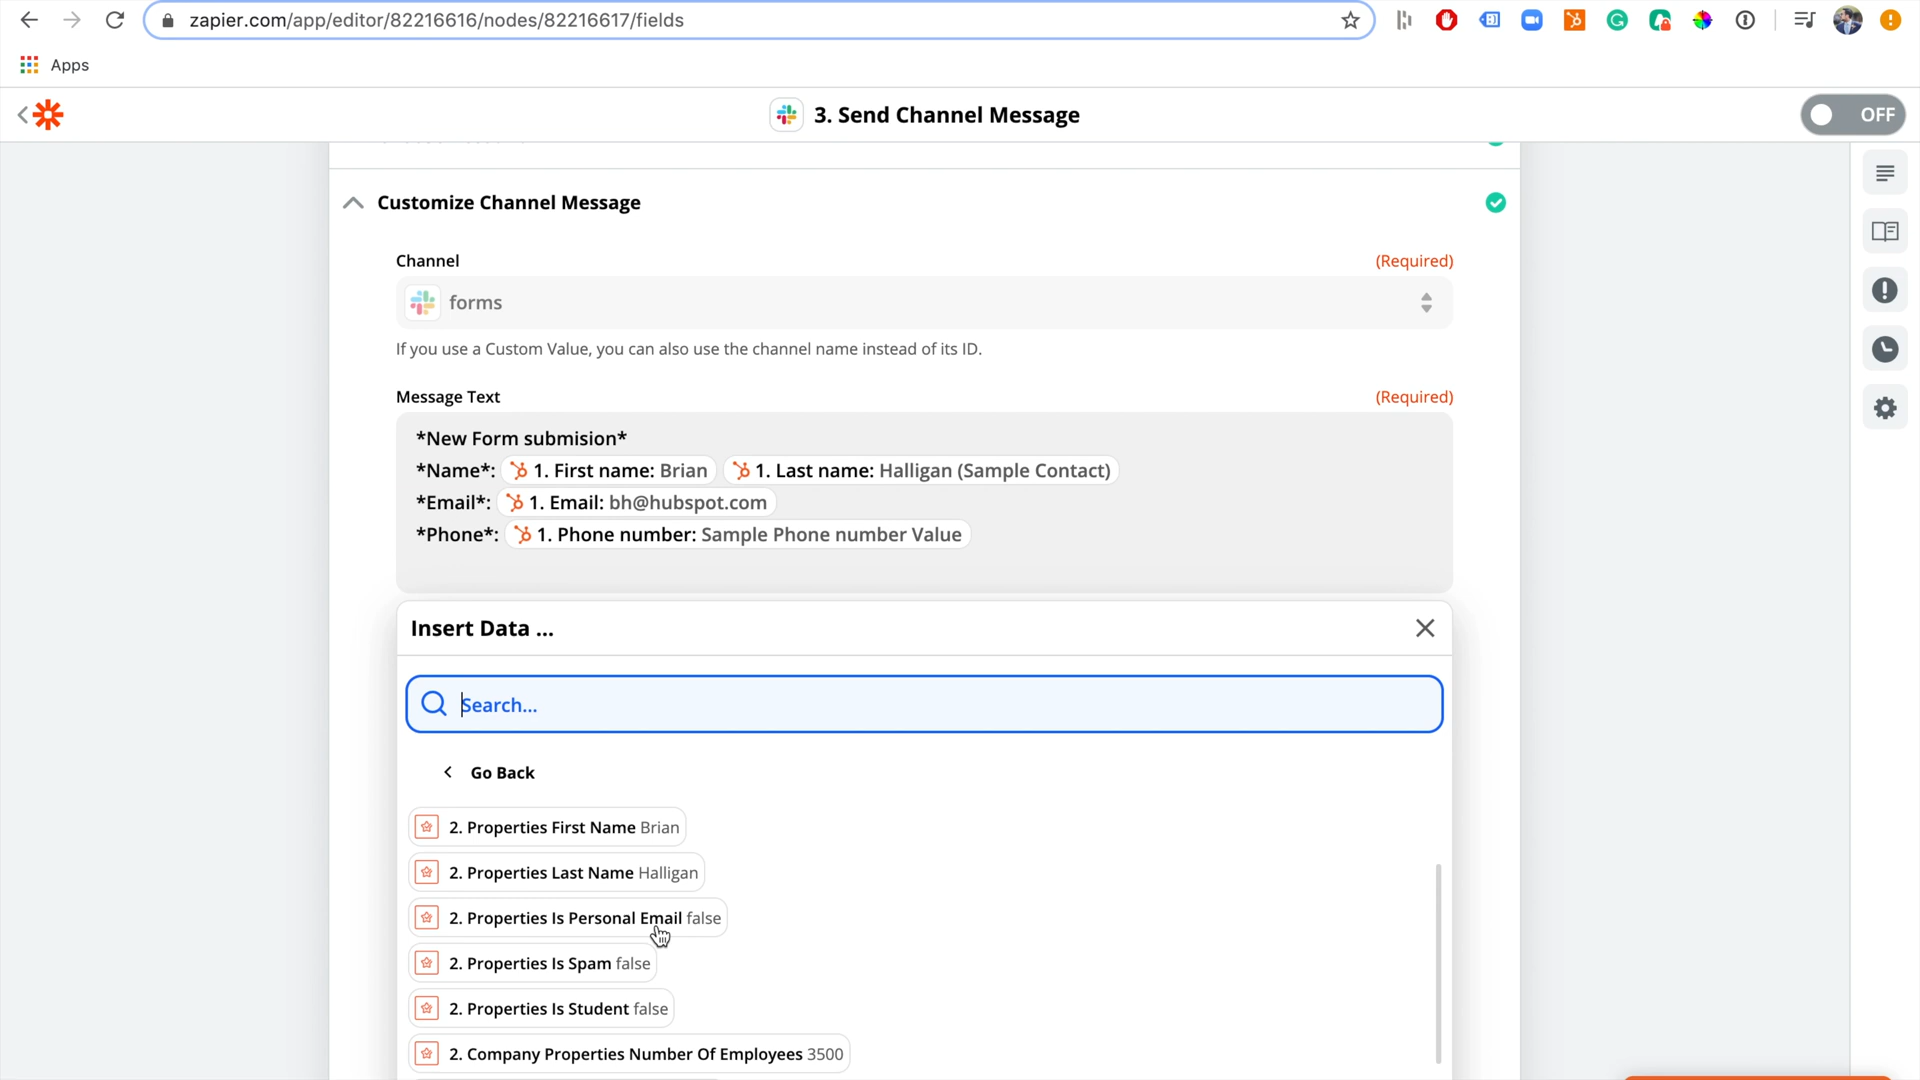 zapier.com/app/editor/82216616/nodes/82216617/fields
Apps
3. Send Channel Message
OFF
Customize Channel Message
Channel
(Required)
forms
If you use a Custom Value, you can also use the channel name instead of its ID.
Message Text
(Required)
*New Form submision*
*Name*: 1. First name: Brian 1. Last name: Halligan (Sample Contact)
*Email*: 1. Email: bh@hubspot.com
*Phone*: 1. Phone number: Sample Phone number Value
Insert Data ...
Search...
Go Back
2. Properties First Name Brian
2. Properties Last Name Halligan
2. Properties Is Personal Email false
2. Properties Is Spam false
2. Properties Is Student false
2. Company Properties Number Of Employees 3500